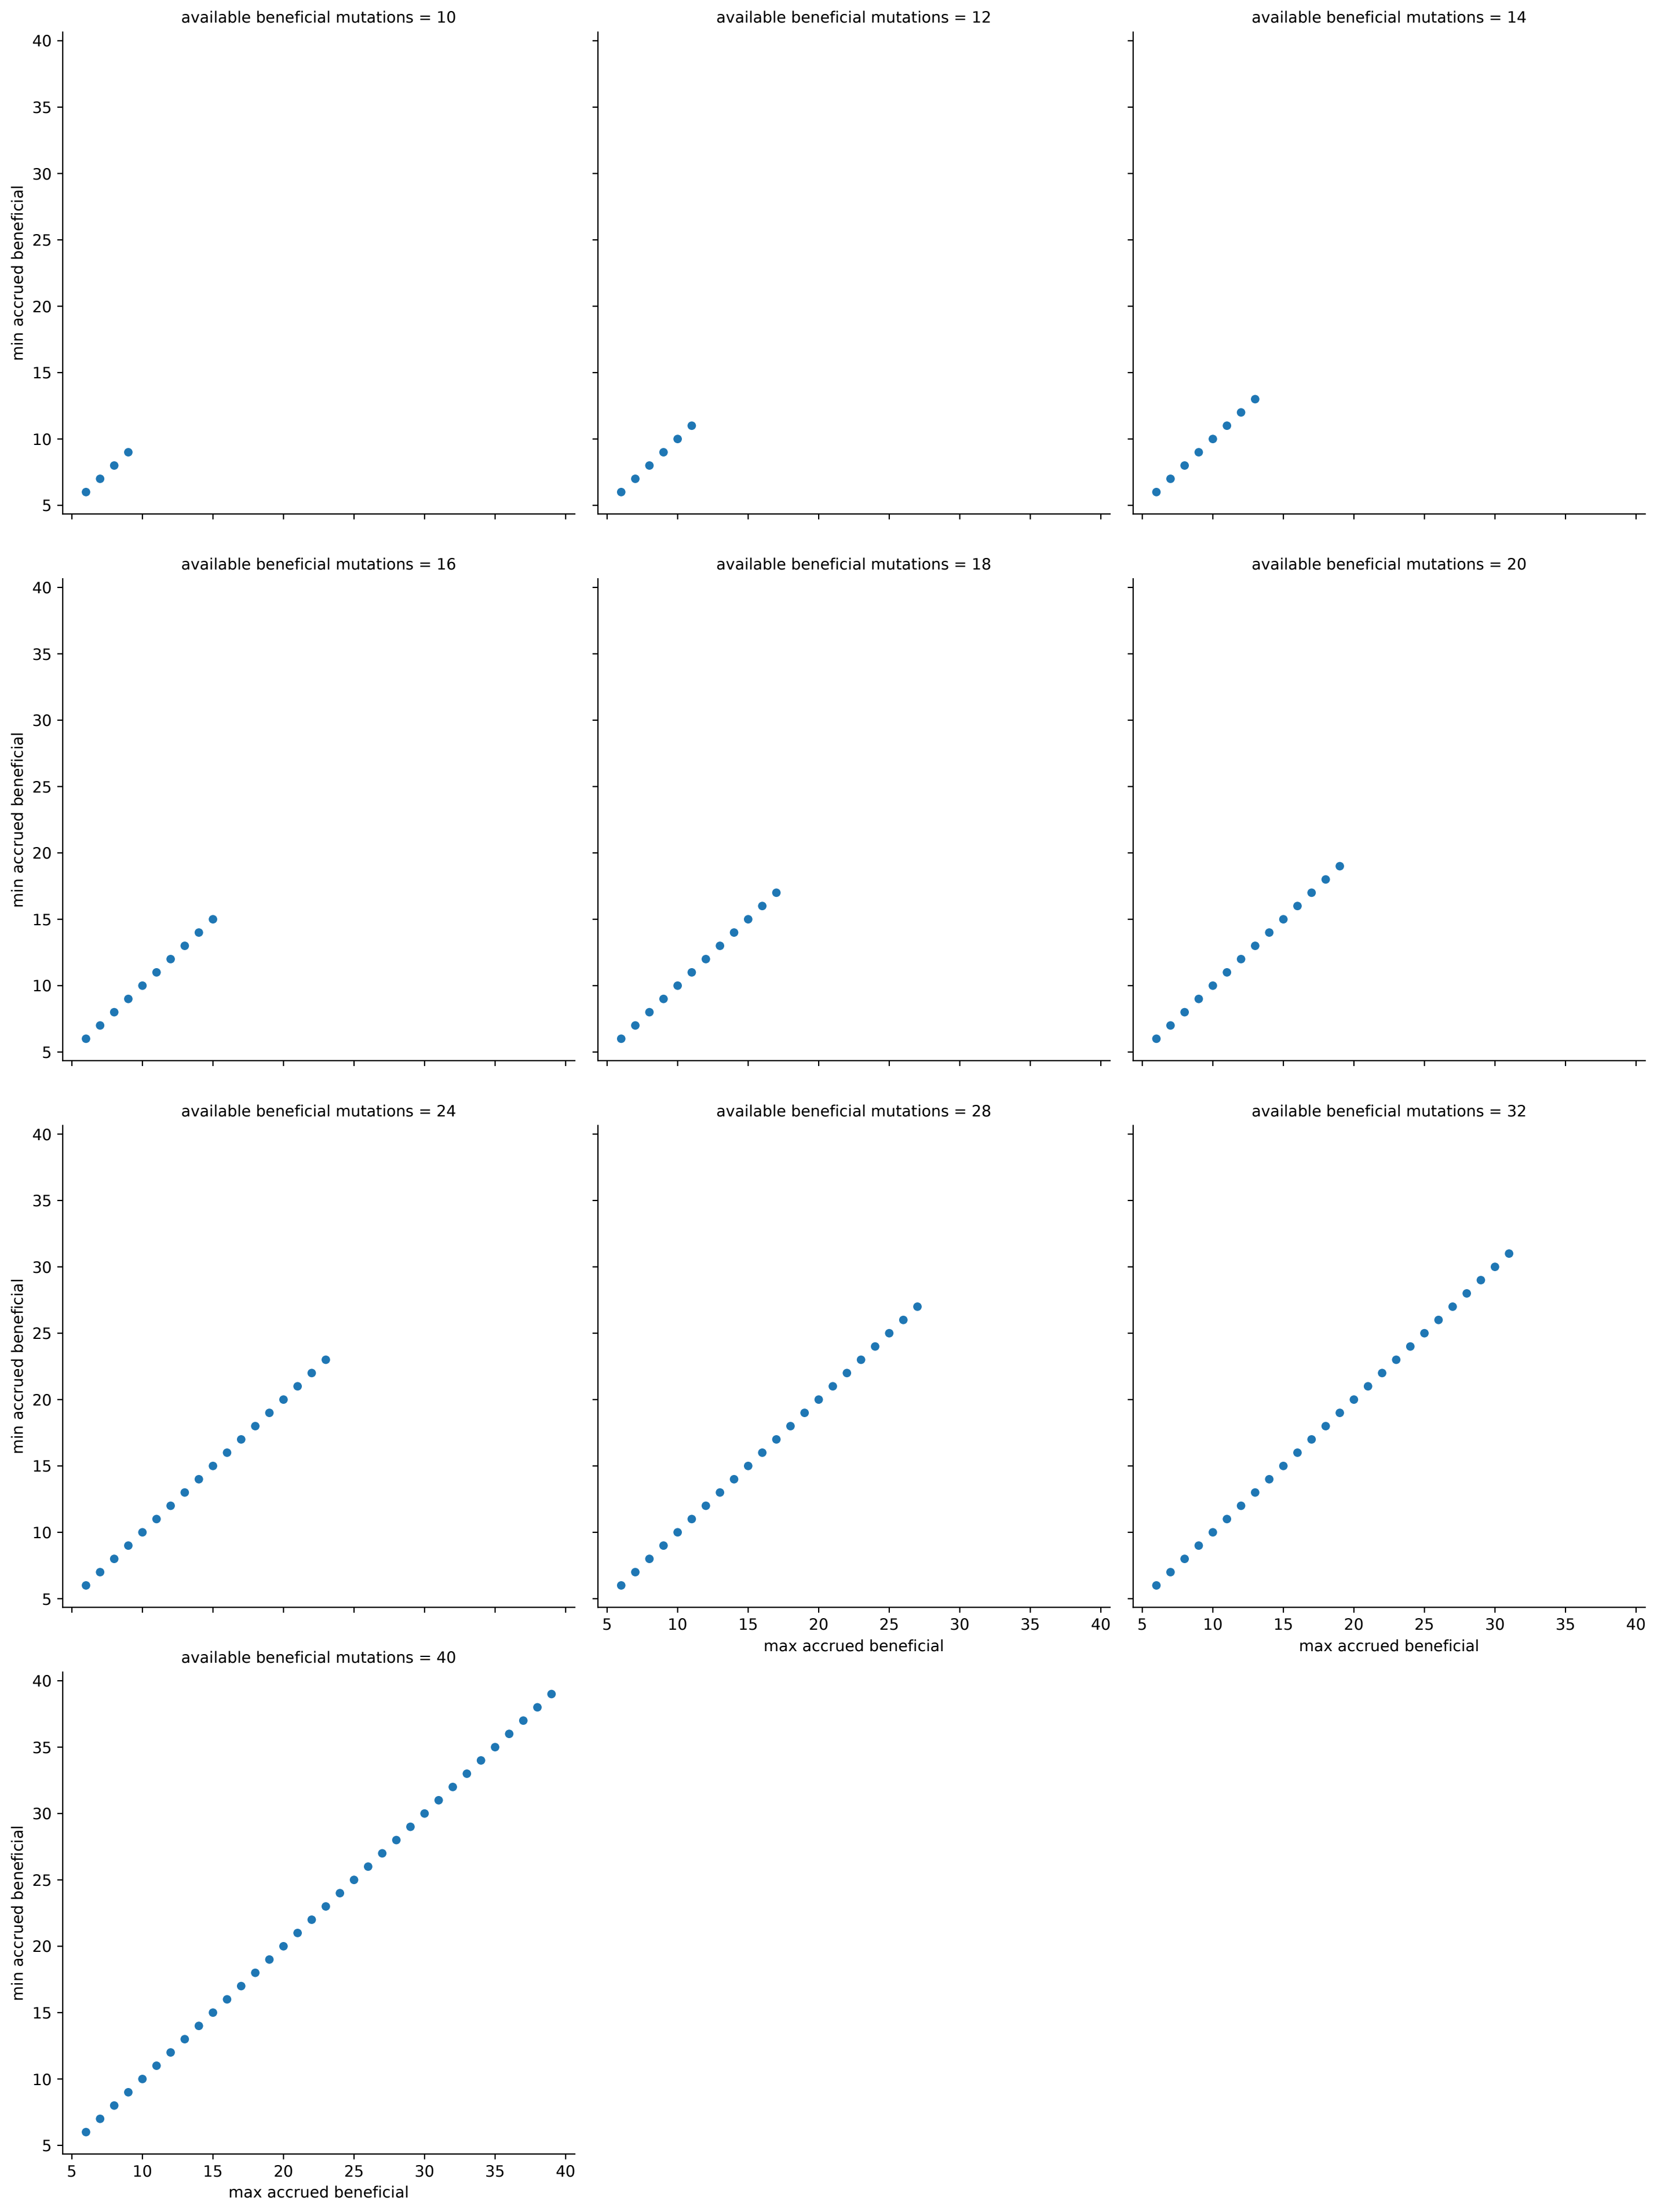 available beneficial mutations = 10
available beneficial mutations = 12
available beneficial mutations = 14
40
35
30
25
20
15
10
5
min accrued beneficial
available beneficial mutations = 16
available beneficial mutations = 18
available beneficial mutations = 20
40
35
30
25
20
15
10
5
min accrued beneficial
available beneficial mutations = 24
available beneficial mutations = 28
available beneficial mutations = 32
40
35
30
25
20
15
10
5
min accrued beneficial
5 10 15 20 25 30 35 40
max accrued beneficial
5 10 15 20 25 30 35 40
max accrued beneficial
available beneficial mutations = 40
40
35
30
25
20
15
10
5
min accrued beneficial
5 10 15 20 25 30 35 40
max accrued beneficial